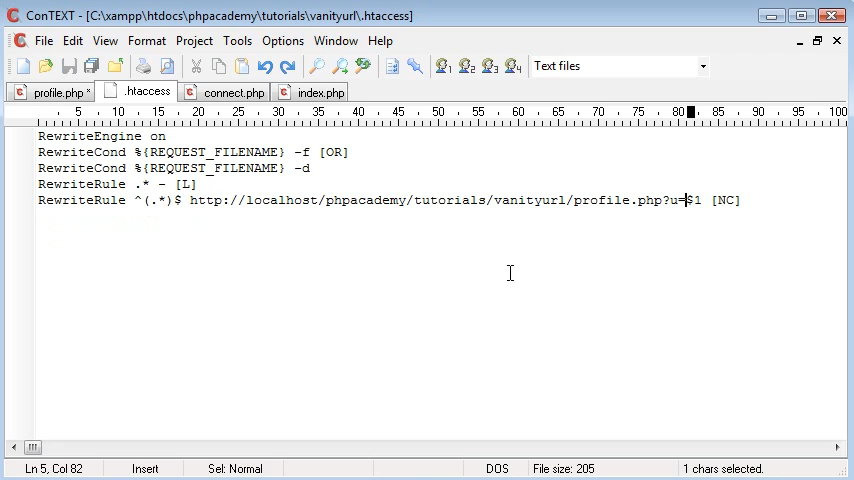 ConTEXT - [C:\xampp\htdocs\phpacademy\tutorials\vanityurl\.htaccess]
File Edit View Format Project Tools Options Window Help
1 2 3 4 Text files
profile.php * .htaccess connect.php index.php
5 10 15 20 25 30 35 40 45 50 55 60 65 70 75 80 85 90 95 100
RewriteEngine on
RewriteCond %{REQUEST_FILENAME} -f [OR]
RewriteCond %{REQUEST_FILENAME} -d
RewriteRule .* - [L]
RewriteRule ^(.*)$ http://localhost/phpacademy/tutorials/vanityurl/profile.php?u=$1 [NC]
Ln 5, Col 82 Insert Sel: Normal DOS File size: 205 1 chars selected.